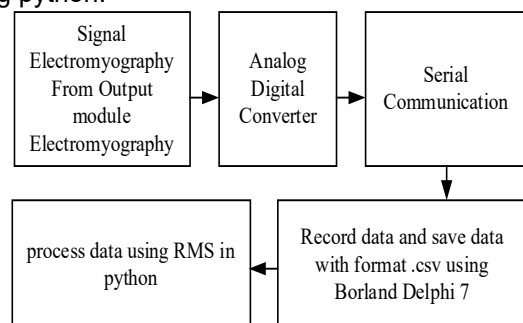 g python.
Signal
Electromyography
From Output
module
Electromyography
Analog
Digital
Converter
Serial
Communication
process data using RMS in
python
Record data and save data
with format .csv using
Borland Delphi 7